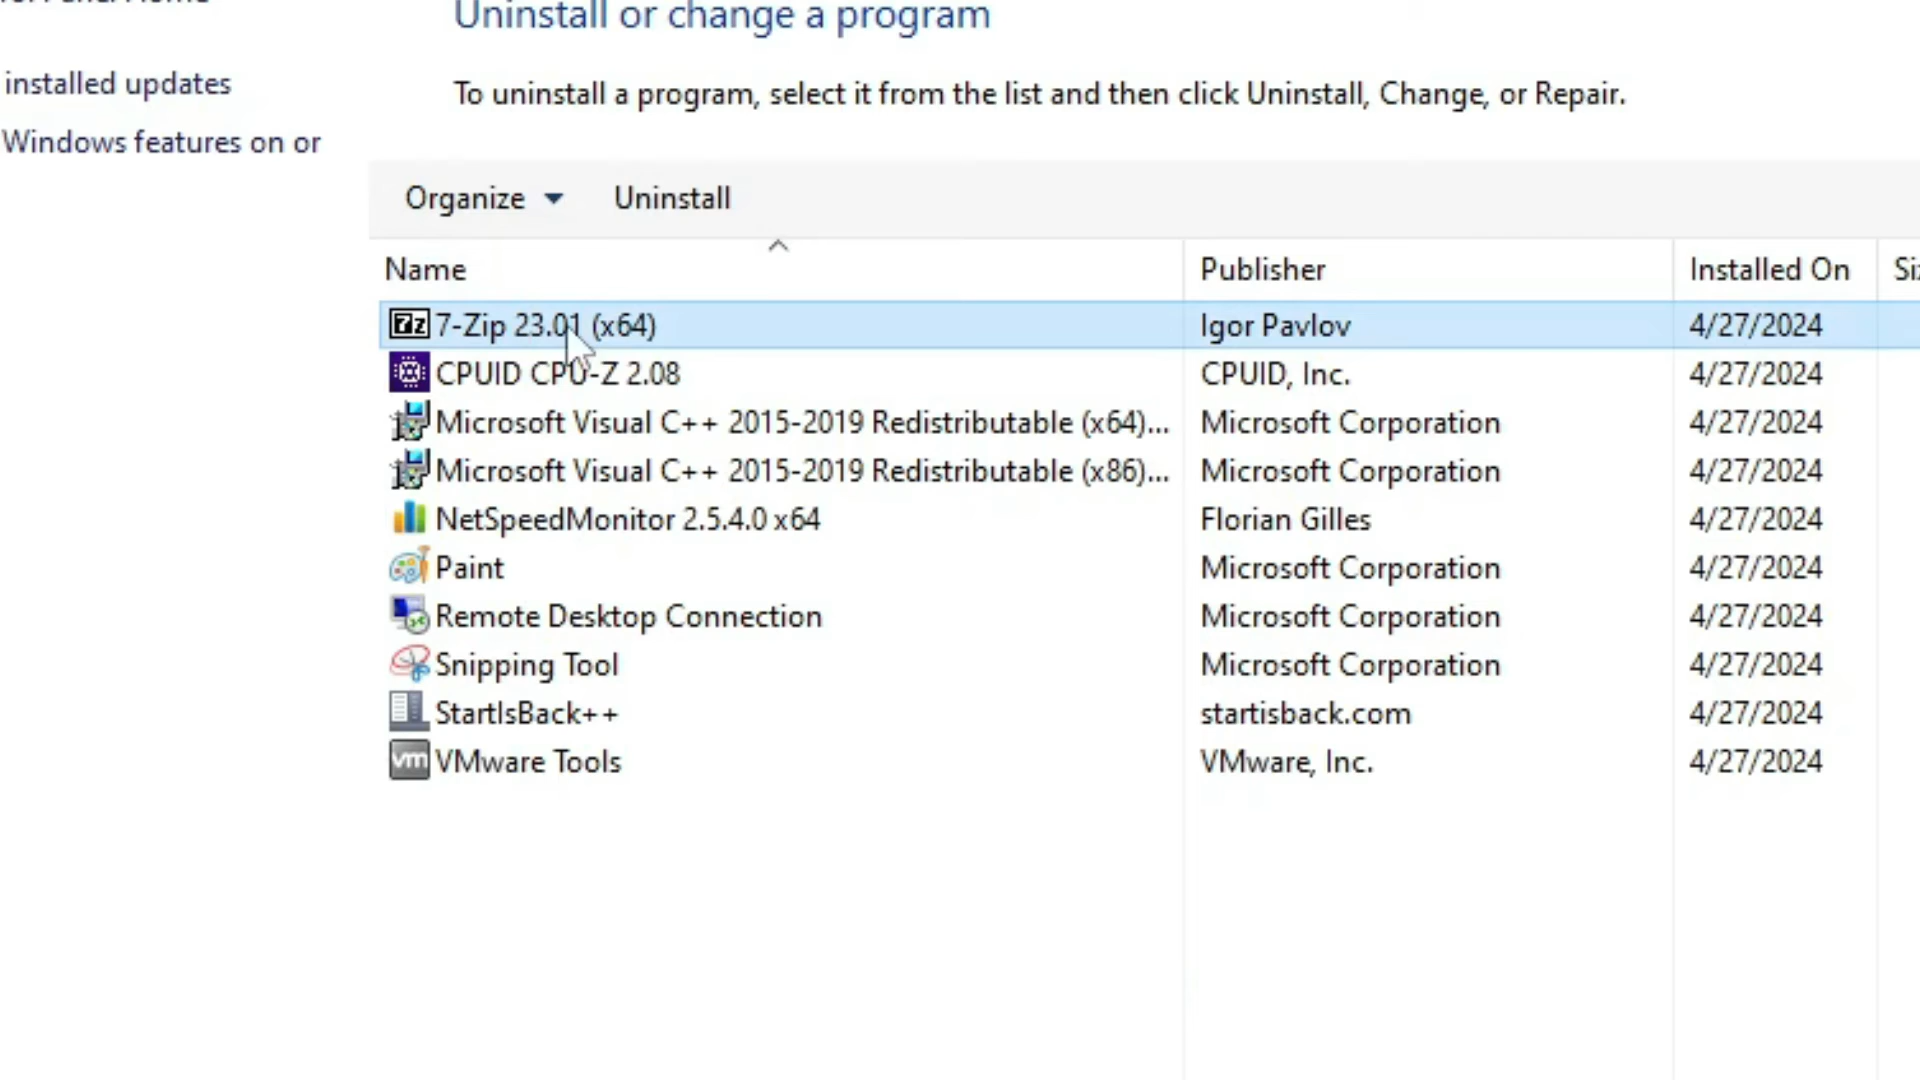 Uninstall or change a program
installed updates
To uninstall a program, select it from the list and then click Uninstall, Change, or Repair.
Windows features on or
Organize Uninstall
Name Publisher Installed On
7-Zip 23.01 (x64) Igor Pavlov 4/27/2024
CPUID CPU-Z 2.08 CPUID, Inc. 4/27/2024
Microsoft Visual C++ 2015-2019 Redistributable (x64)... Microsoft Corporation 4/27/2024
Microsoft Visual C++ 2015-2019 Redistributable (x86)... Microsoft Corporation 4/27/2024
NetSpeedMonitor 2.5.4.0 x64 Florian Gilles 4/27/2024
Paint Microsoft Corporation 4/27/2024
Remote Desktop Connection Microsoft Corporation 4/27/2024
Snipping Tool Microsoft Corporation 4/27/2024
StartIsBack++ startisback.com 4/27/2024
vm VMware Tools VMware, Inc. 4/27/2024